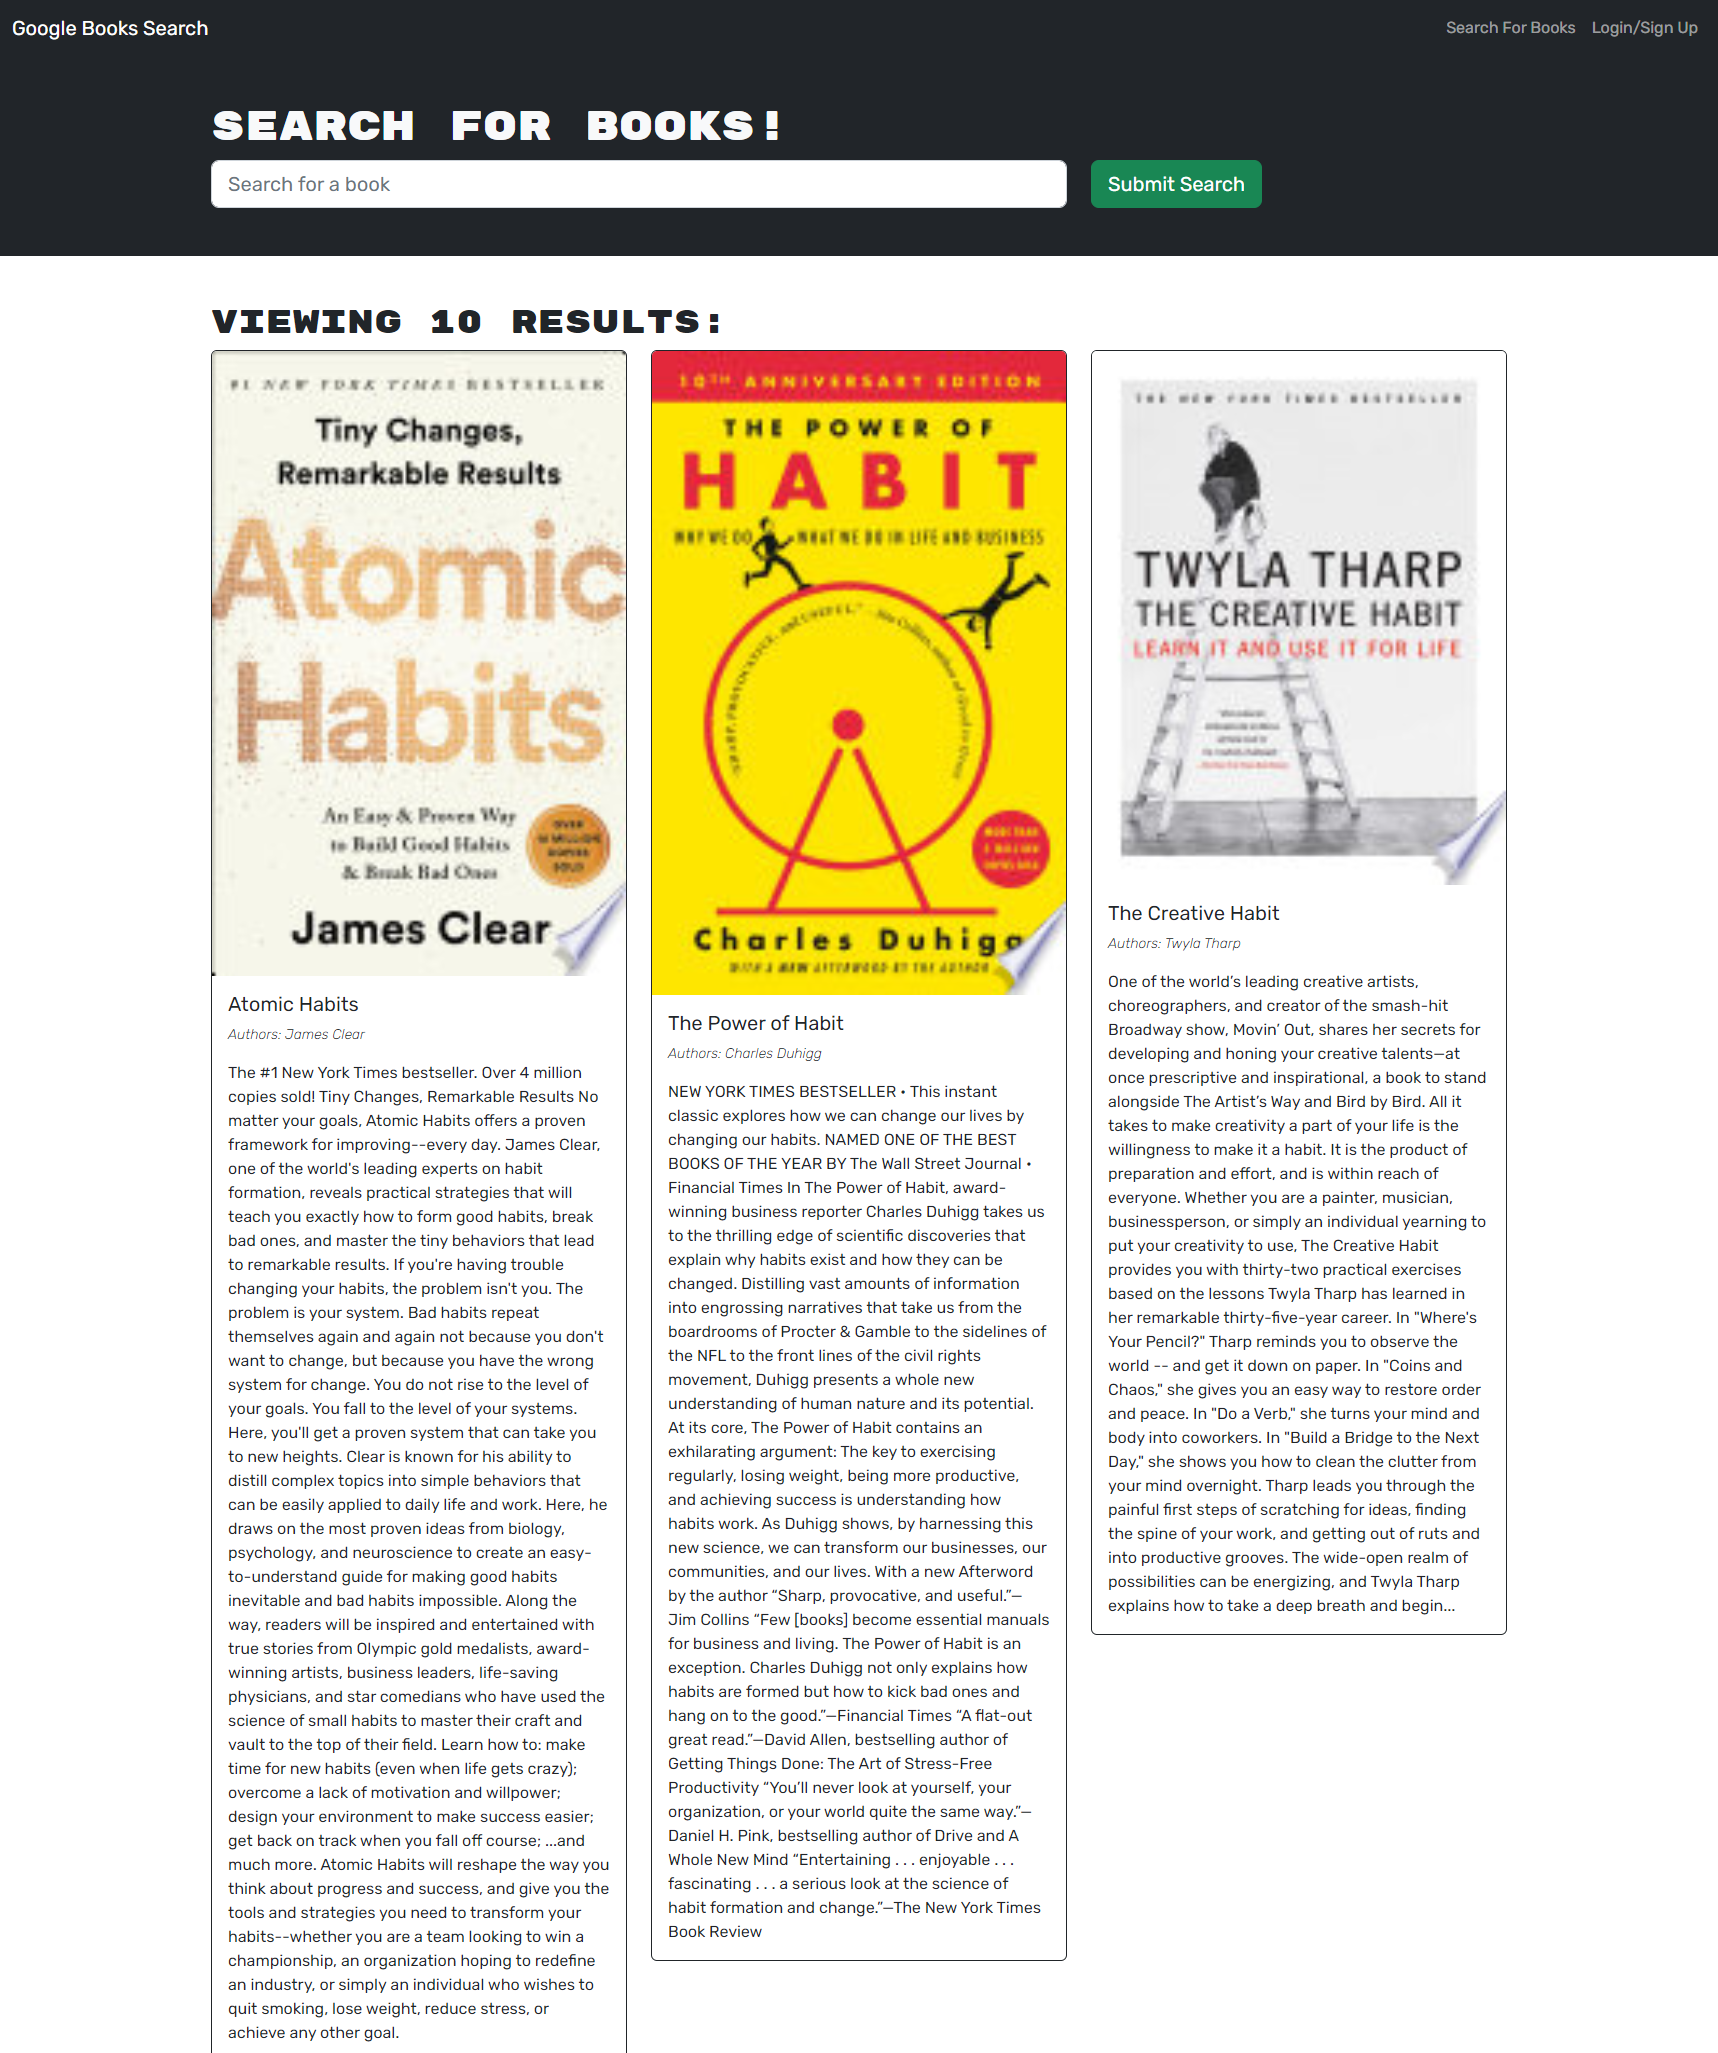 Google Books Search
Search For Books
Login/Sign Up
SEARCH FOR BOOKS!
Search for a book
Submit Search
VIEWING 10 RESULTS:
#1 NEW YORK TIMES BESTSELLER
Tiny Changes,
Remarkable Results
Atomic
Habits
An Easy & Proven Way
to Build Good Habits
& Break Bad Ones
OVER
COPIES
SOLD
James Clear
Atomic Habits
Authors: James Clear
The #1 New York Times bestseller. Over 4 million
copies sold! Tiny Changes, Remarkable Results No
matter your goals, Atomic Habits offers a proven
framework for improving--every day. James Clear,
one of the world's leading experts on habit
formation, reveals practical strategies that will
teach you exactly how to form good habits, break
bad ones, and master the tiny behaviors that lead
to remarkable results. If you're having trouble
changing your habits, the problem isn't you. The
problem is your system. Bad habits repeat
themselves again and again not because you don't
want to change, but because you have the wrong
system for change. You do not rise to the level of
your goals. You fall to the level of your systems.
Here, you'll get a proven system that can take you
to new heights. Clear is known for his ability to
distill complex topics into simple behaviors that
can be easily applied to daily life and work. Here, he
draws on the most proven ideas from biology,
psychology, and neuroscience to create an easy-
to-understand guide for making good habits
inevitable and bad habits impossible. Along the
way, readers will be inspired and entertained with
true stories from Olympic gold medalists, award-
winning artists, business leaders, life-saving
physicians, and star comedians who have used the
science of small habits to master their craft and
vault to the top of their field. Learn how to: make
time for new habits (even when life gets crazy);
overcome a lack of motivation and willpower;
design your environment to make success easier;
get back on track when you fall off course; ...and
much more. Atomic Habits will reshape the way you
think about progress and success, and give you the
tools and strategies you need to transform your
habits--whether you are a team looking to win a
championship, an organization hoping to redefine
an industry, or simply an individual who wishes to
quit smoking, lose weight, reduce stress, or
achieve any other goal.
10TH ANNIVERSARY EDITION
THE POWER OF
HABIT
WHY WE DO WHAT WE DO IN LIFE AND BUSINESS
"SHARP, PROVOCATIVE, AND USEFUL." —Jim Collins, author of Good to Great
MORE THAN
Charles Duhigg
WITH A NEW AFTERWORD BY THE AUTHOR
The Power of Habit
Authors: Charles Duhigg
NEW YORK TIMES BESTSELLER • This instant
classic explores how we can change our lives by
changing our habits. NAMED ONE OF THE BEST
BOOKS OF THE YEAR BY The Wall Street Journal •
Financial Times In The Power of Habit, award-
winning business reporter Charles Duhigg takes us
to the thrilling edge of scientific discoveries that
explain why habits exist and how they can be
changed. Distilling vast amounts of information
into engrossing narratives that take us from the
boardrooms of Procter & Gamble to the sidelines of
the NFL to the front lines of the civil rights
movement, Duhigg presents a whole new
understanding of human nature and its potential.
At its core, The Power of Habit contains an
exhilarating argument: The key to exercising
regularly, losing weight, being more productive,
and achieving success is understanding how
habits work. As Duhigg shows, by harnessing this
new science, we can transform our businesses, our
communities, and our lives. With a new Afterword
by the author “Sharp, provocative, and useful.”—
Jim Collins “Few [books] become essential manuals
for business and living. The Power of Habit is an
exception. Charles Duhigg not only explains how
habits are formed but how to kick bad ones and
hang on to the good.”—Financial Times “A flat-out
great read.”—David Allen, bestselling author of
Getting Things Done: The Art of Stress-Free
Productivity “You’ll never look at yourself, your
organization, or your world quite the same way.”—
Daniel H. Pink, bestselling author of Drive and A
Whole New Mind “Entertaining . . . enjoyable . . .
fascinating . . . a serious look at the science of
habit formation and change.”—The New York Times
Book Review
THE NEW YORK TIMES BESTSELLER
TWYLA THARP
THE CREATIVE HABIT
LEARN IT AND USE IT FOR LIFE
The Creative Habit
Authors: Twyla Tharp
One of the world’s leading creative artists,
choreographers, and creator of the smash-hit
Broadway show, Movin’ Out, shares her secrets for
developing and honing your creative talents—at
once prescriptive and inspirational, a book to stand
alongside The Artist’s Way and Bird by Bird. All it
takes to make creativity a part of your life is the
willingness to make it a habit. It is the product of
preparation and effort, and is within reach of
everyone. Whether you are a painter, musician,
businessperson, or simply an individual yearning to
put your creativity to use, The Creative Habit
provides you with thirty-two practical exercises
based on the lessons Twyla Tharp has learned in
her remarkable thirty-five-year career. In "Where's
Your Pencil?" Tharp reminds you to observe the
world -- and get it down on paper. In "Coins and
Chaos," she gives you an easy way to restore order
and peace. In "Do a Verb," she turns your mind and
body into coworkers. In "Build a Bridge to the Next
Day," she shows you how to clean the clutter from
your mind overnight. Tharp leads you through the
painful first steps of scratching for ideas, finding
the spine of your work, and getting out of ruts and
into productive grooves. The wide-open realm of
possibilities can be energizing, and Twyla Tharp
explains how to take a deep breath and begin...